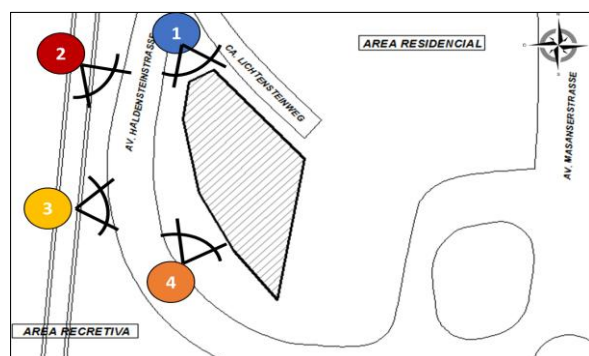 1
2
3
4
AV. HALDENSTEINSTRASSE
CA. LICHTENSTEINWEG
AREA RESIDENCIAL
AV. MASANSERSTRASSE
AREA RECRETIVA